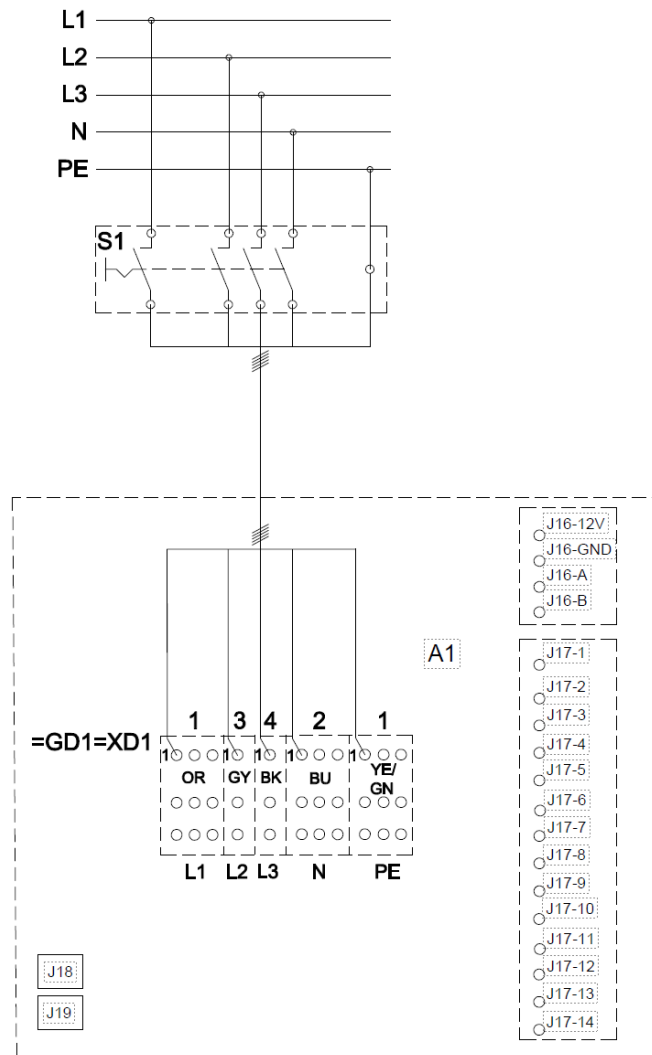 L1
L2
L3
N
PE
S1
J16-12V
J16-GND
J16-A
J16-B
A1
J17-1
J17-2
J17-3
J17-4
J17-5
J17-6
J17-7
J17-8
J17-9
J17-10
J17-11
J17-12
J17-13
J17-14
1 3 4 2 1
=GD1=XD1
1 1 1 1 1
OR GY BK BU YE/
GN
L1 L2 L3 N PE
J18
J19